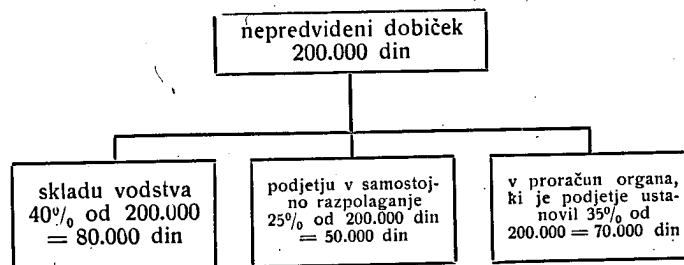 nepredvideni dobiček
200.000 din
skladu vodstva
40% od 200.000
= 80.000 din
podjetju v samostoj-
no razpolaganje
25% od 200.000 din
= 50.000 din
v proračun organa,
ki je podjetje usta-
novil 35% od
200.000 = 70.000 din